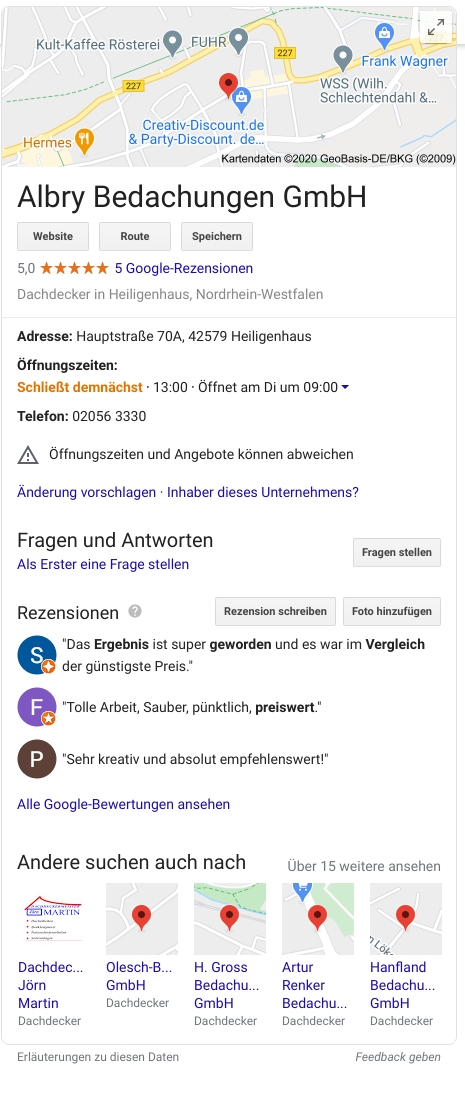 Kult-Kaffee Rösterei
FUHR
227
Frank Wagner
WSS (Wilh.
Schlechtendahl &...
227
Creativ-Discount.de
& Party-Discount. de...
Hermes
Kartendaten ©2020 GeoBasis-DE/BKG (©2009)
Albry Bedachungen GmbH
Website
Route
Speichern
5,0 ★★★★★ 5 Google-Rezensionen
Dachdecker in Heiligenhaus, Nordrhein-Westfalen
Adresse: Hauptstraße 70A, 42579 Heiligenhaus
Öffnungszeiten:
Schließt demnächst · 13:00 · Öffnet am Di um 09:00
Telefon: 02056 3330
Öffnungszeiten und Angebote können abweichen
Änderung vorschlagen · Inhaber dieses Unternehmens?
Fragen und Antworten
Als Erster eine Frage stellen
Fragen stellen
Rezensionen ?
Rezension schreiben
Foto hinzufügen
S
"Das Ergebnis ist super geworden und es war im Vergleich
der günstigste Preis."
F
"Tolle Arbeit, Sauber, pünktlich, preiswert."
P
"Sehr kreativ und absolut empfehlenswert!"
Alle Google-Bewertungen ansehen
Andere suchen auch nach
Über 15 weitere ansehen
MARTIN
n Löke
Dachdec...
Jörn
Martin
Dachdecker
Olesch-B...
GmbH
Dachdecker
H. Gross
Bedachu...
GmbH
Dachdecker
Artur
Renker
Bedachu...
Dachdecker
Hanfland
Bedachu...
GmbH
Dachdecker
Erläuterungen zu diesen Daten
Feedback geben